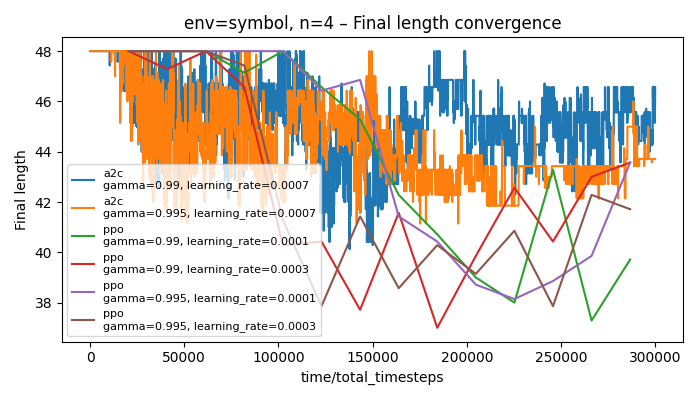 env=symbol, n=4 – Final length convergence
Final length
48
46
44
42
40
38
a2c
gamma=0.99, learning_rate=0.0007
a2c
gamma=0.995, learning_rate=0.0007
ppo
gamma=0.99, learning_rate=0.0001
ppo
gamma=0.99, learning_rate=0.0003
ppo
gamma=0.995, learning_rate=0.0001
ppo
gamma=0.995, learning_rate=0.0003
0
50000
100000
150000
200000
250000
300000
time/total_timesteps